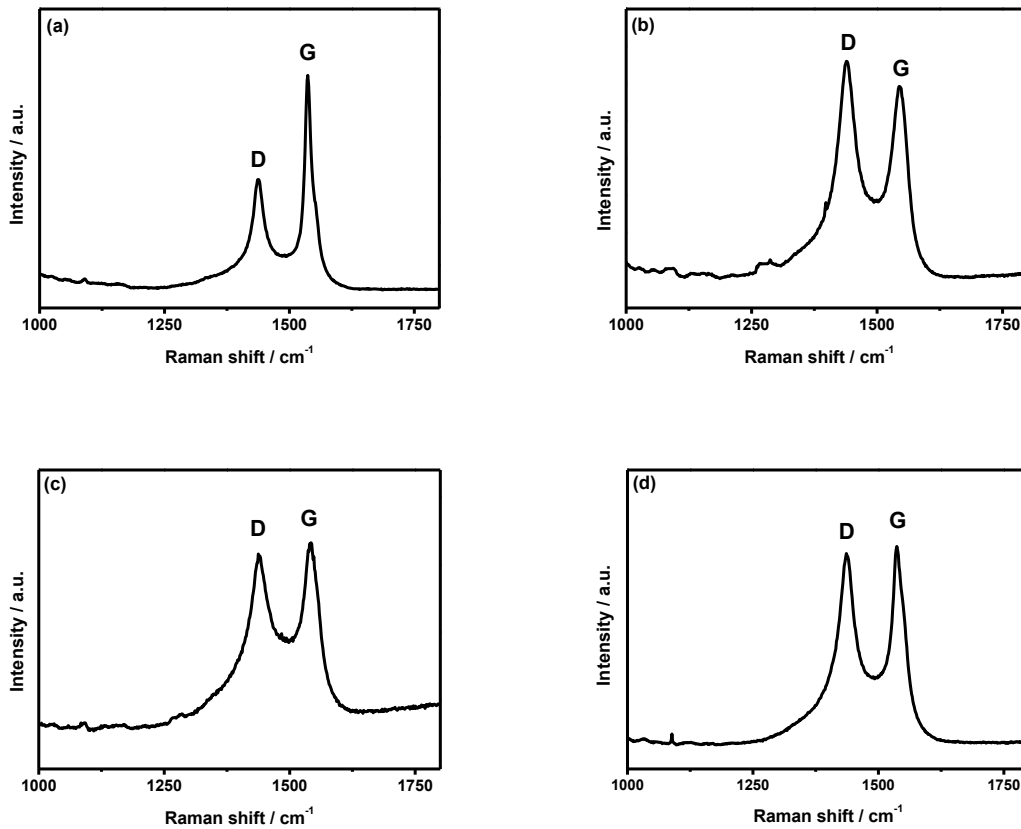 (a)
G
D
Intensity / a.u.
1000 1250 1500 1750
Raman shift / cm⁻¹
(b)
D
G
Intensity / a.u.
1000 1250 1500 1750
Raman shift / cm⁻¹
(c)
D G
Intensity / a.u.
1000 1250 1500 1750
Raman shift / cm⁻¹
(d)
D G
Intensity / a.u.
1000 1250 1500 1750
Raman shift / cm⁻¹